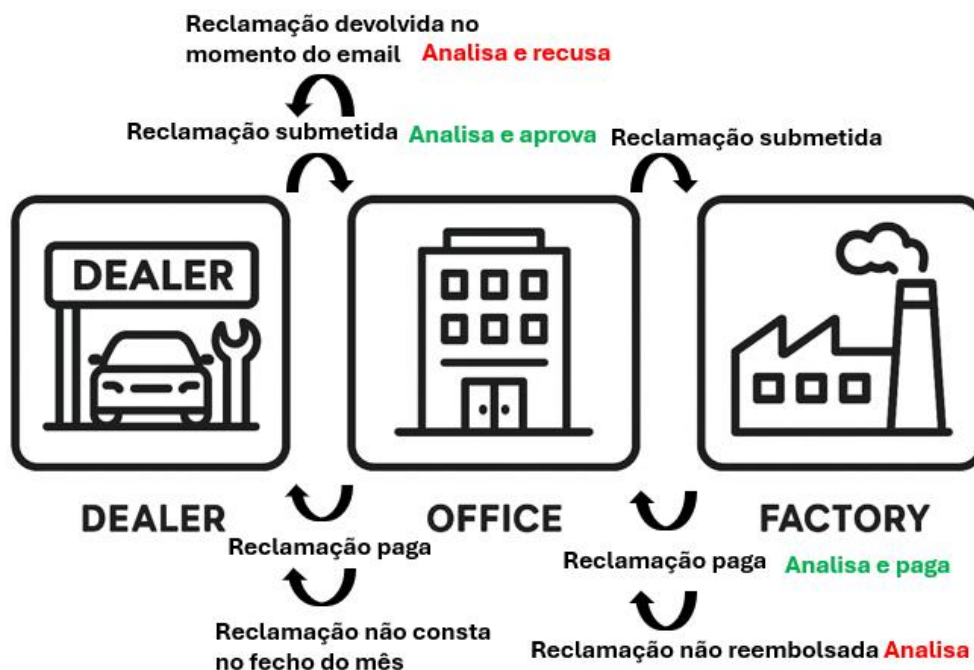 Reclamação devolvida no
momento do email Analisa e recusa
Reclamação submetida Analisa e aprova Reclamação submetida
DEALER
DEALER OFFICE FACTORY
Reclamação paga
Reclamação paga Analisa e paga
Reclamação não consta
no fecho do mês
Reclamação não reembolsada Analisa